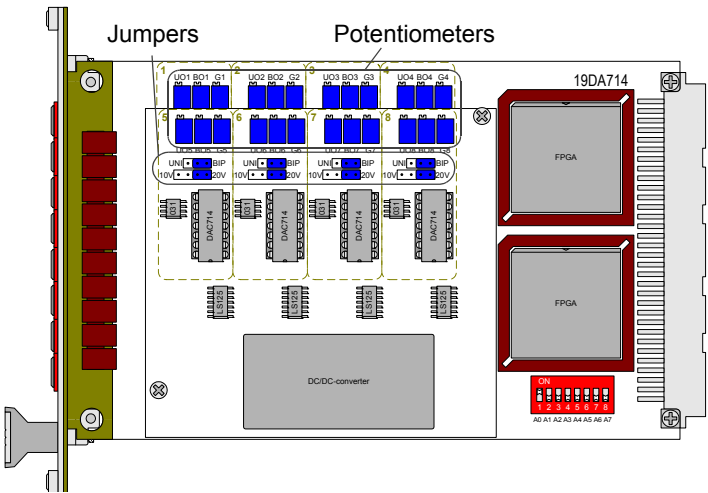 Jumpers Potentiometers
1 2 3 4
UO1 BO1 G1 UO2 BO2 G2 UO3 BO3 G3 UO4 BO4 G4
19DA714
5 6 7 8
UNI BIP UNI BIP UNI BIP UNI BIP
10V 20V 10V 20V 10V 20V 10V 20V
FPGA
031 DAC714 031 DAC714 031 DAC714 031 DAC714
LS125 LS125 LS125 LS125
FPGA
DC/DC-converter
ON
1 2 3 4 5 6 7 8
A0 A1 A2 A3 A4 A5 A6 A7